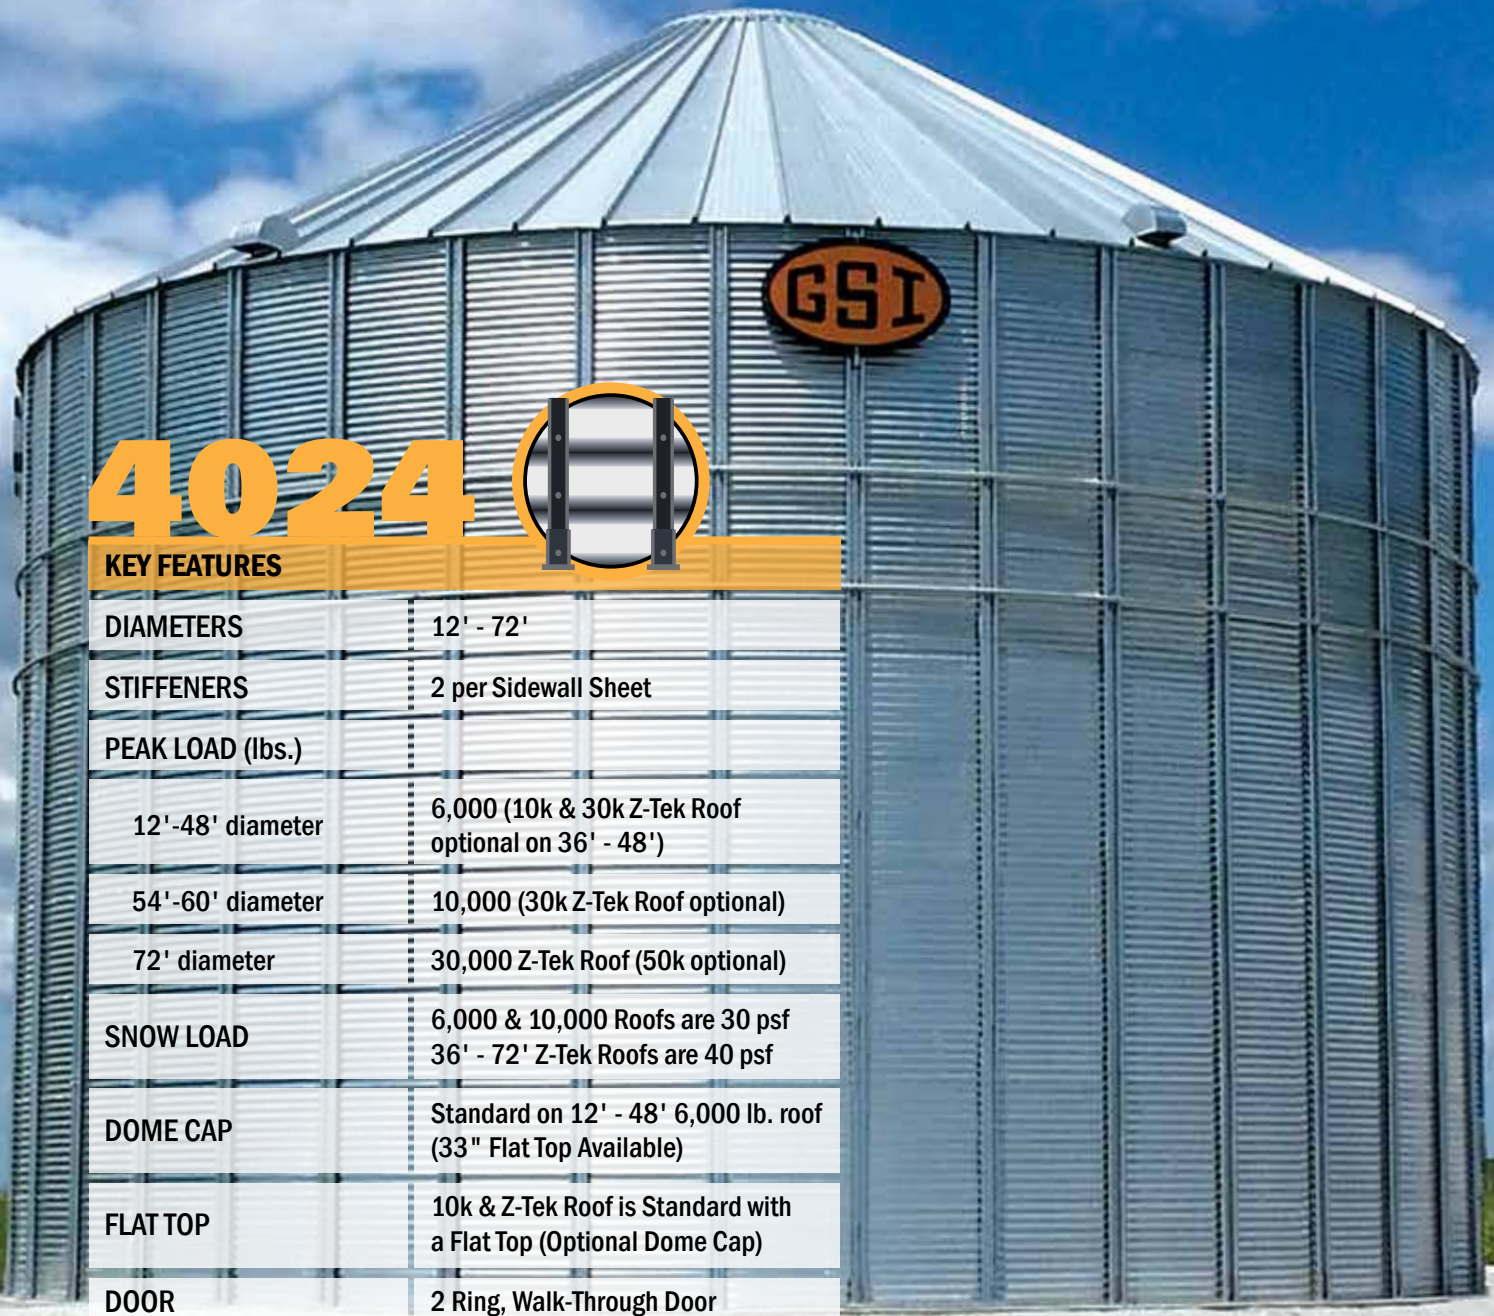 GSI
4024
KEY FEATURES
DIAMETERS
12' - 72'
STIFFENERS
2 per Sidewall Sheet
PEAK LOAD (lbs.)
12'-48' diameter
6,000 (10k & 30k Z-Tek Roof
optional on 36' - 48')
54'-60' diameter
10,000 (30k Z-Tek Roof optional)
72' diameter
30,000 Z-Tek Roof (50k optional)
SNOW LOAD
6,000 & 10,000 Roofs are 30 psf
36' - 72' Z-Tek Roofs are 40 psf
DOME CAP
Standard on 12' - 48' 6,000 lb. roof
(33" Flat Top Available)
FLAT TOP
10k & Z-Tek Roof is Standard with
a Flat Top (Optional Dome Cap)
DOOR
2 Ring, Walk-Through Door